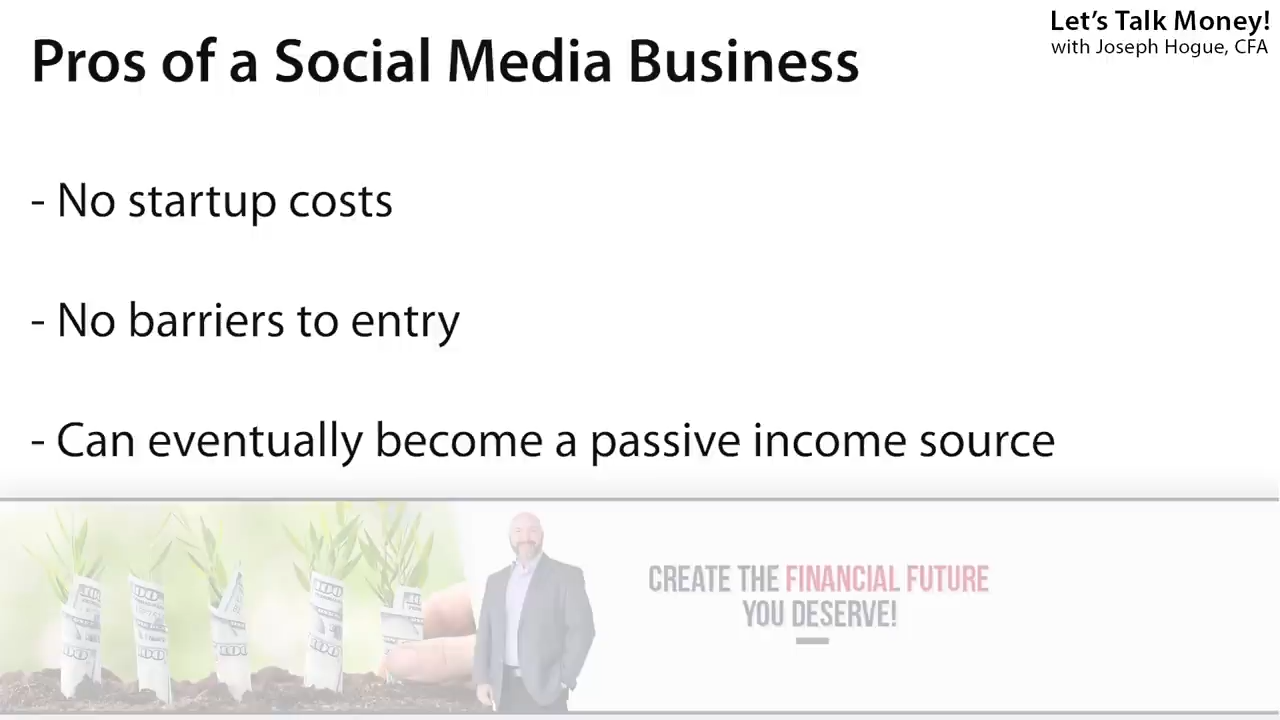 Let's Talk Money!
with Joseph Hogue, CFA
Pros of a Social Media Business
- No startup costs
- No barriers to entry
- Can eventually become a passive income source
CREATE THE FINANCIAL FUTURE
YOU DESERVE!